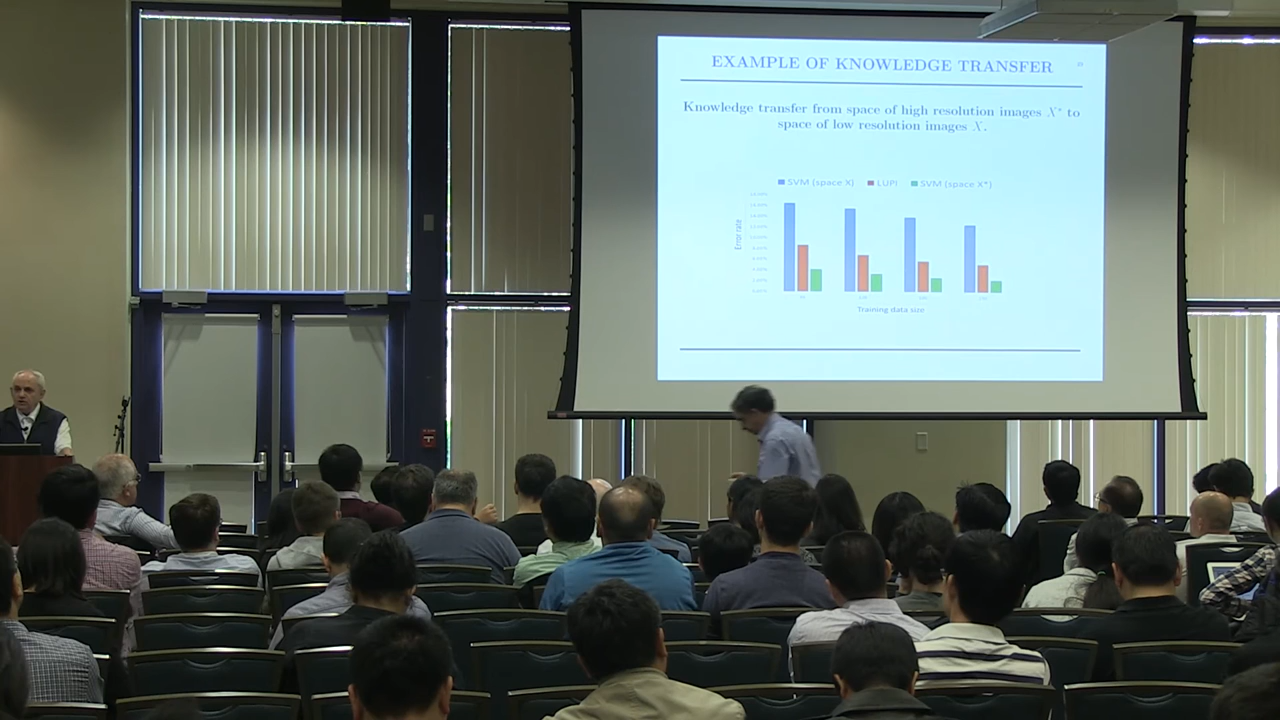 EXAMPLE OF KNOWLEDGE TRANSFER
Knowledge transfer from space of high resolution images X* to
space of low resolution images X.
SVM (space X) LUPI SVM (space X*)
Error rate
Training data size